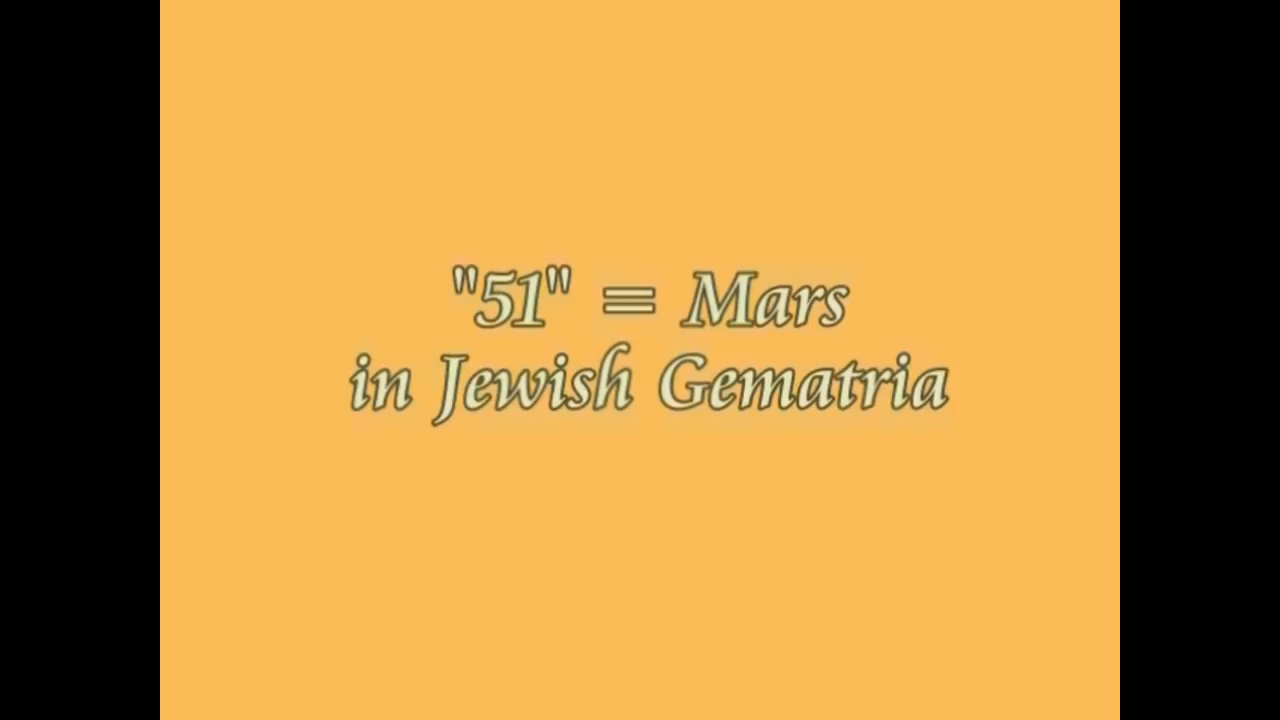 "51" = Mars
in Jewish Gematria